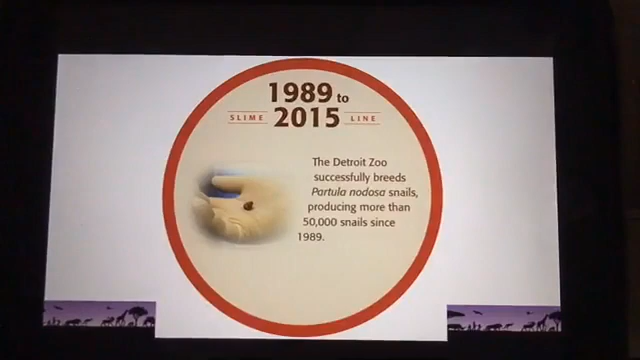 1989 to
SLIME 2015 LINE
The Detroit Zoo
successfully breeds
Partula nodosa snails,
producing more than
50,000 snails since
1989.